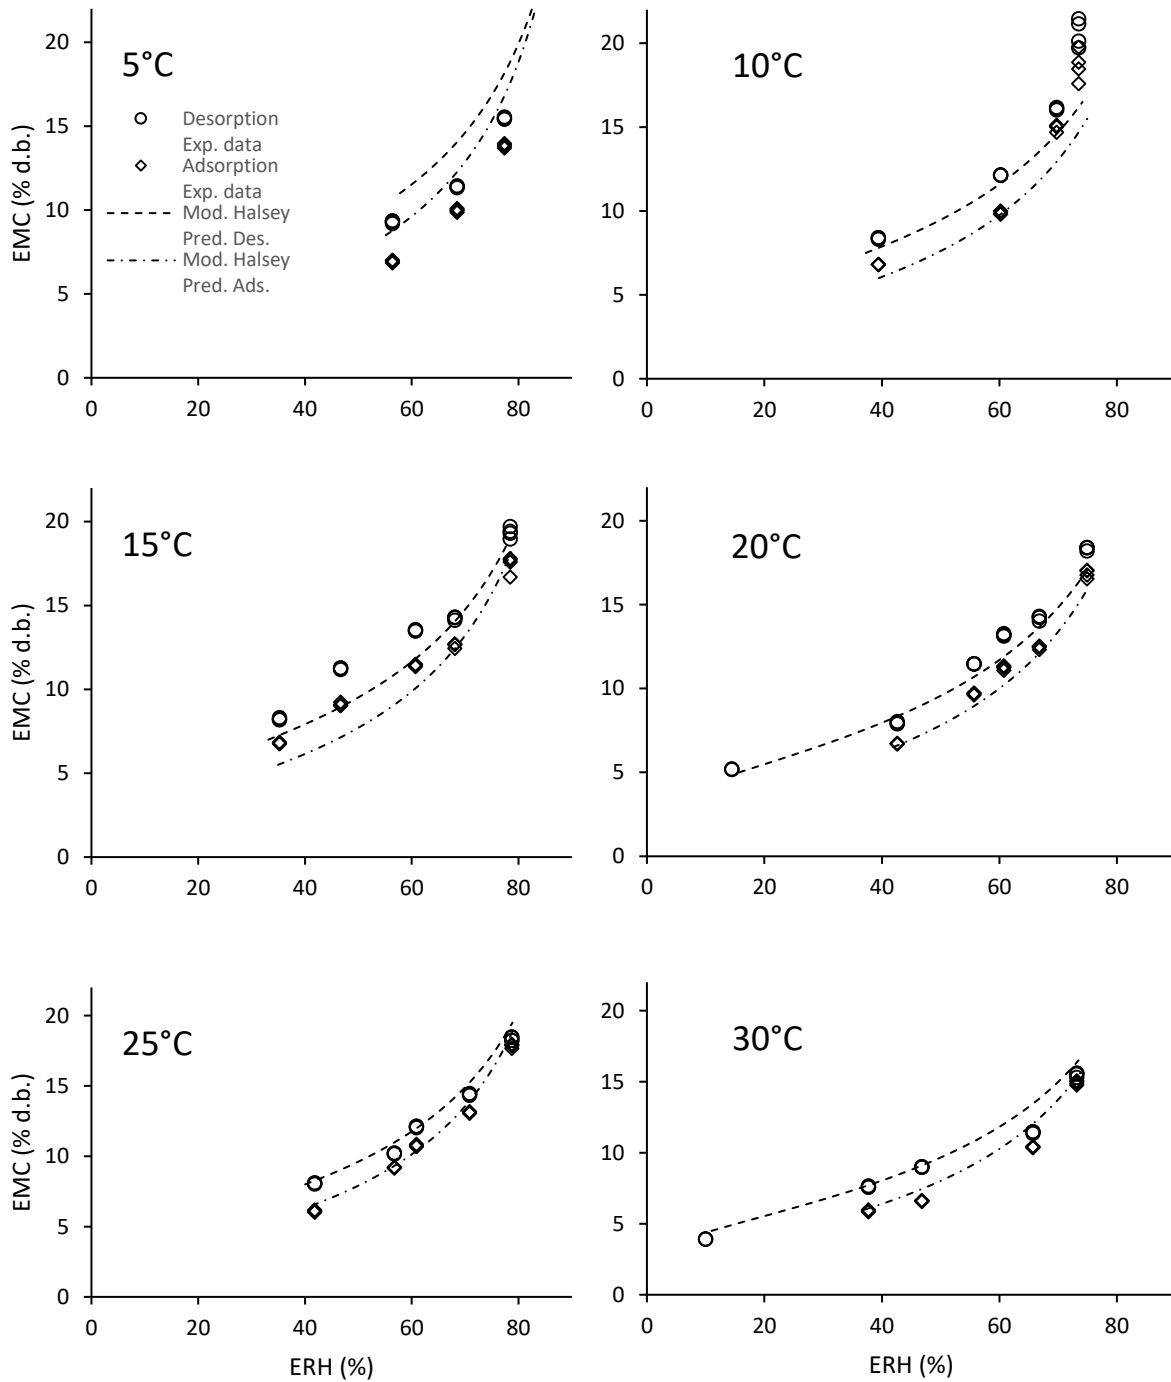 20
15
10
5
0
EMC (% d.b.)
5°C
Desorption
Exp. data
Adsorption
Exp. data
Mod. Halsey
Pred. Des.
Mod. Halsey
Pred. Ads.
0 20 40 60 80
20
15
10
5
0
10°C
0 20 40 60 80
20
15
10
5
0
EMC (% d.b.)
15°C
0 20 40 60 80
20
15
10
5
0
20°C
0 20 40 60 80
20
15
10
5
0
EMC (% d.b.)
25°C
0 20 40 60 80
ERH (%)
20
15
10
5
0
30°C
0 20 40 60 80
ERH (%)